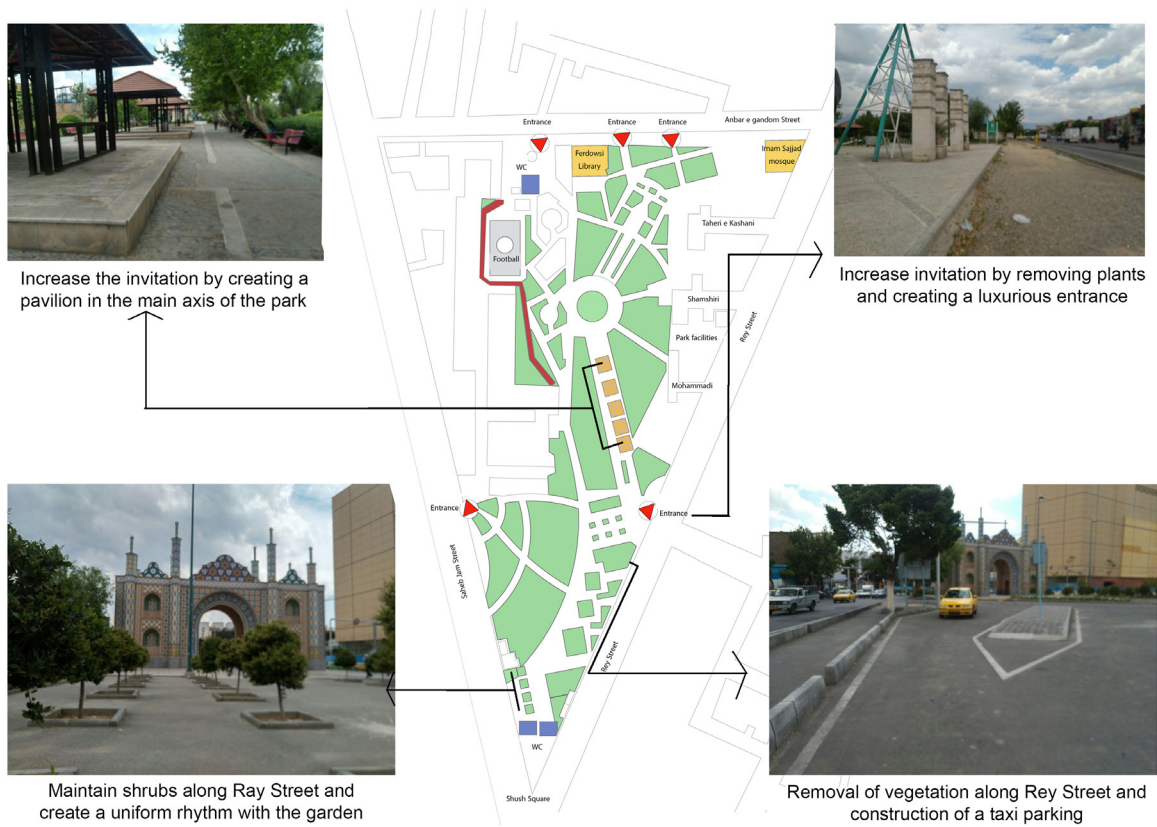 Increase the invitation by creating a
pavilion in the main axis of the park
Increase invitation by removing plants
and creating a luxurious entrance
Entrance
Entrance
Entrance
Anbar e gandom Street
Ferdowsi
Library
Imam Sajjad
mosque
WC
Taheri e Kashani
Football
Shamshiri
Rey Street
Park facilities
Mohammadi
Entrance
Entrance
Saheb Jam Street
Rey Street
WC
Shush Square
Maintain shrubs along Ray Street and
create a uniform rhythm with the garden
Removal of vegetation along Rey Street and
construction of a taxi parking